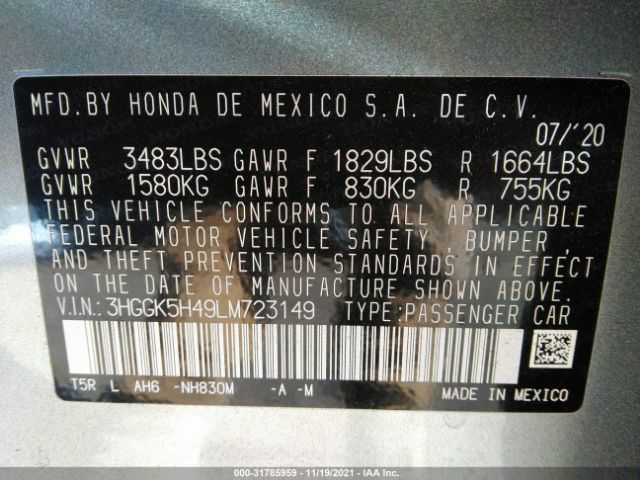 MFD.BY HONDA DE MEXICO S.A. DE C.V.
07/'20
GVWR 3483LBS GAWR F 1829LBS R 1664LBS
GVWR 1580KG GAWR F 830KG R 755KG
THIS VEHICLE CONFORMS TO ALL APPLICABLE
FEDERAL MOTOR VEHICLE SAFETY , BUMPER ,
AND THEFT PREVENTION STANDARDS IN EFFECT
ON THE DATE OF MANUFACTURE SHOWN ABOVE.
V.I.N.:3HGGK5H49LM723149 TYPE:PASSENGER CAR
T5R L AH6 -NH830M -A -M
MADE IN MEXICO
000-31785959 - 11/19/2021 - IAA Inc.